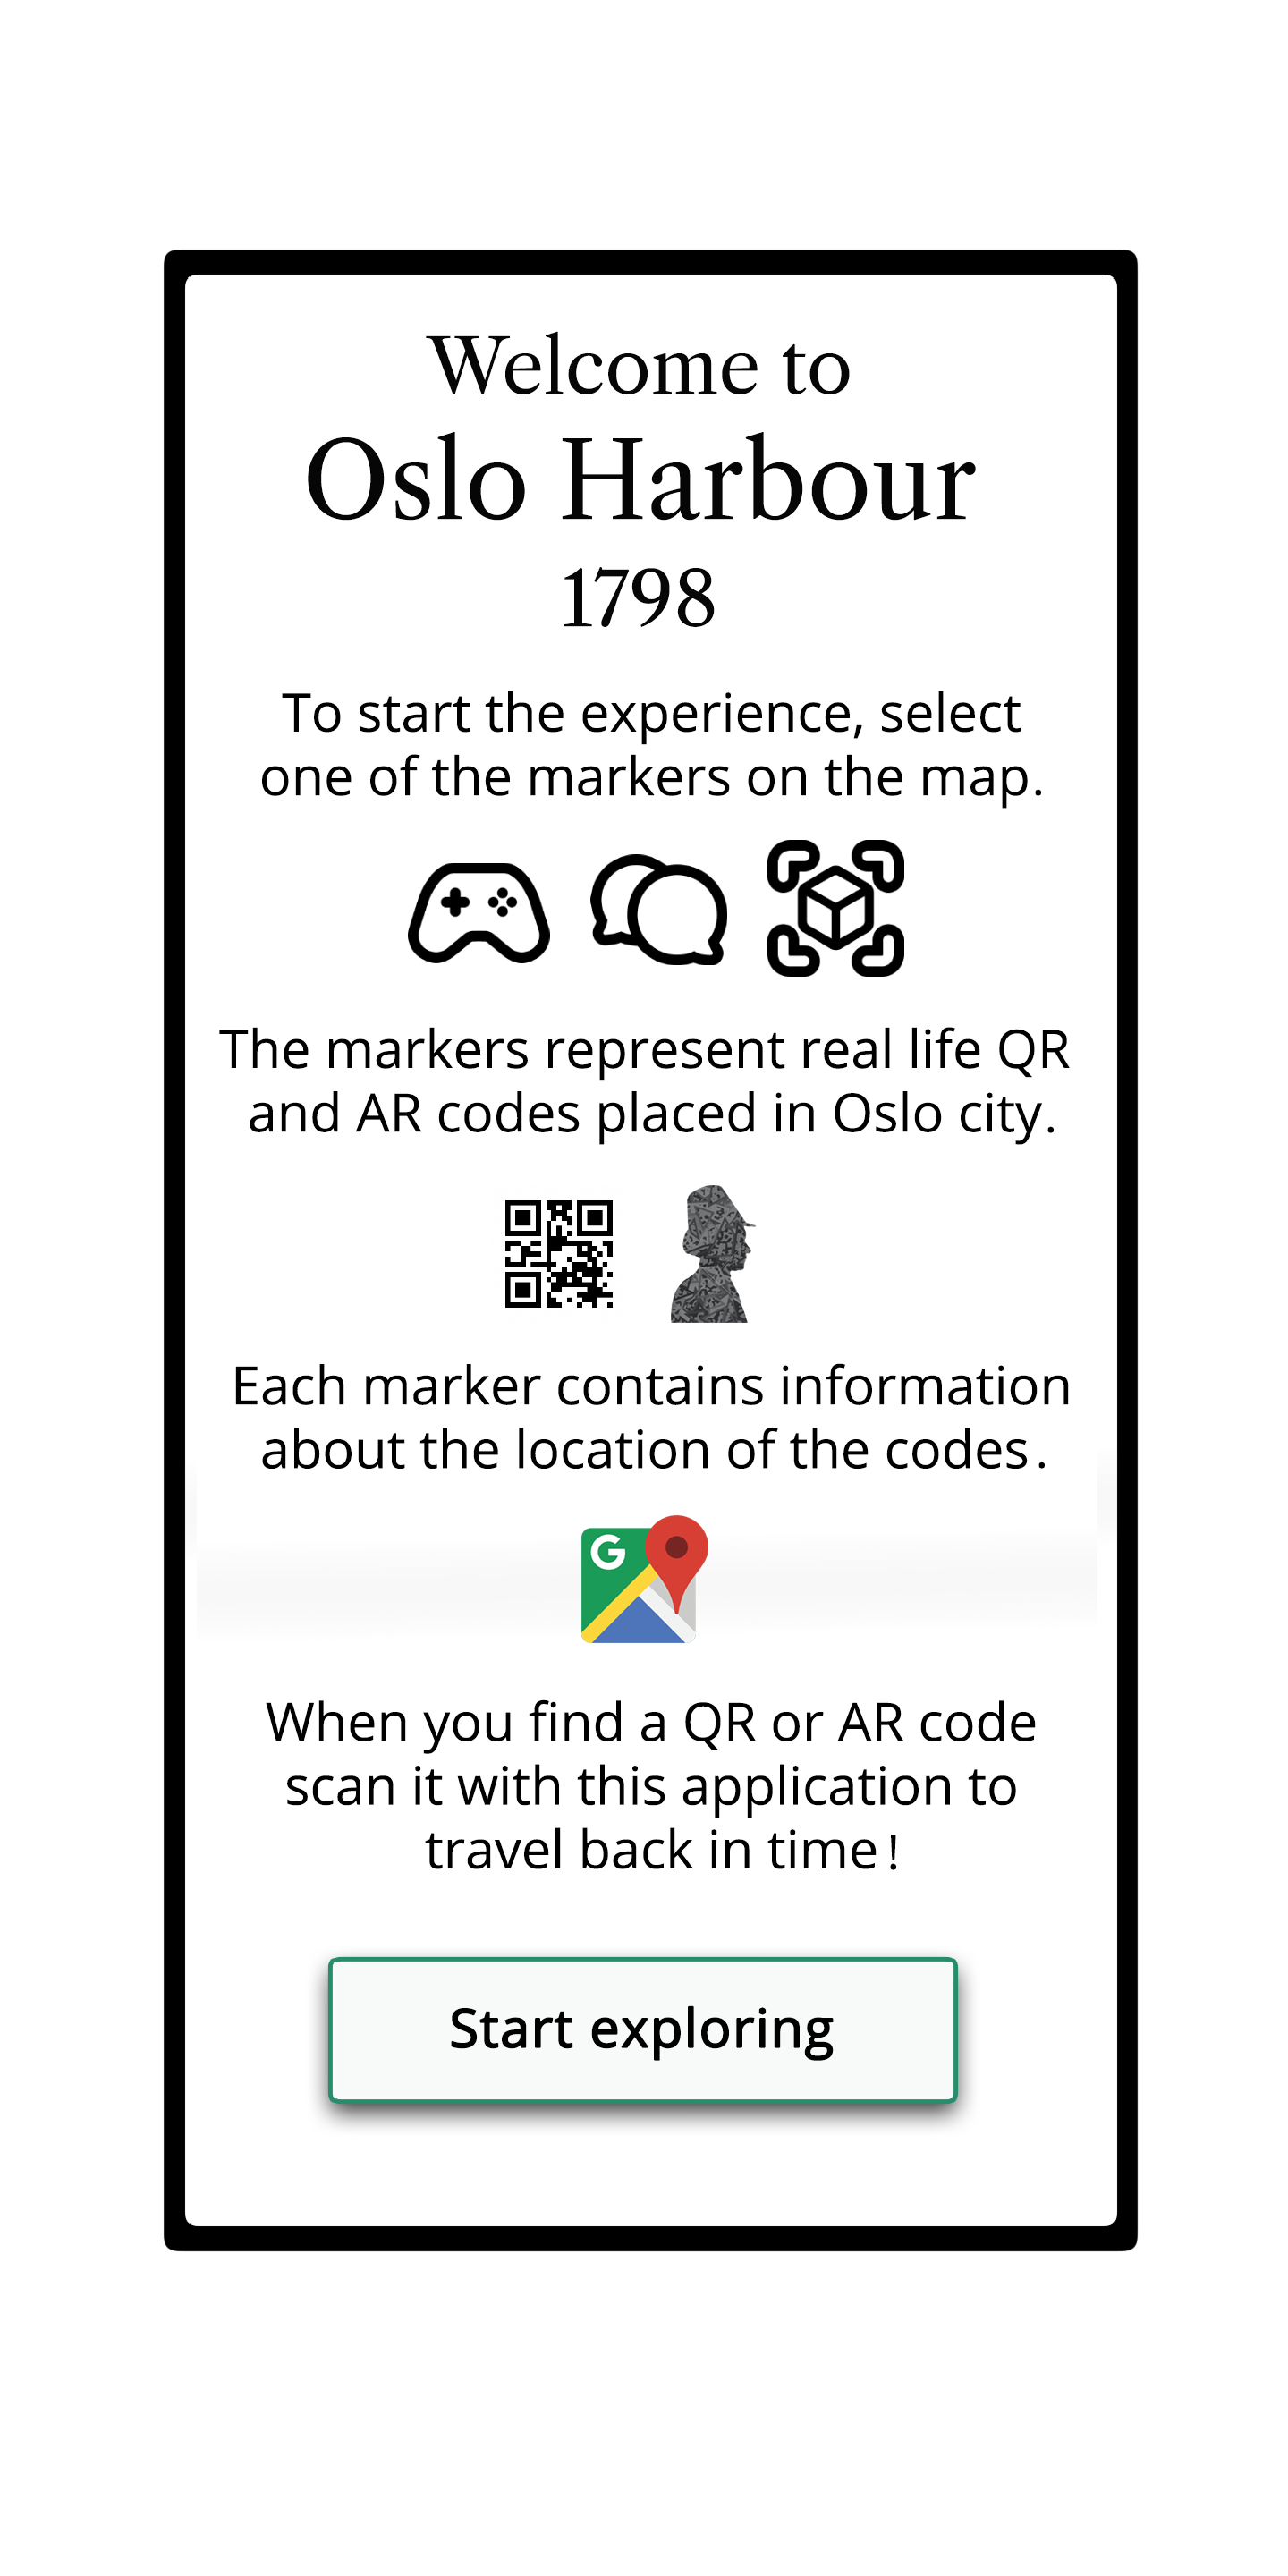 Welcome to
Oslo Harbour
1798
To start the experience, select
one of the markers on the map.
The markers represent real life QR
and AR codes placed in Oslo city.
Each marker contains information
about the location of the codes.
G
When you find a QR or AR code
scan it with this application to
travel back in time!
Start exploring